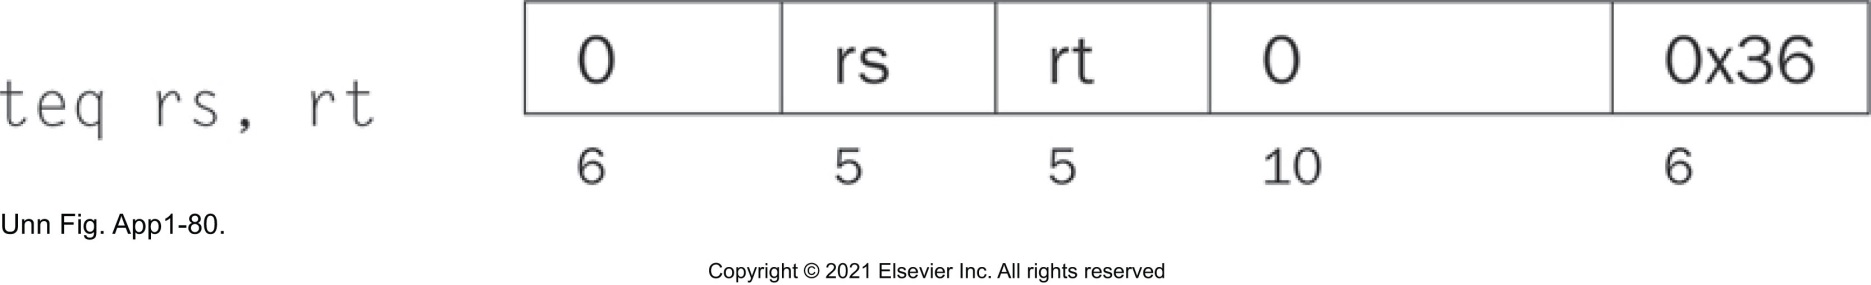 0 rs rt 0 0x36
teq rs, rt
6 5 5 10 6
Unn Fig. App1-80.
Copyright © 2021 Elsevier Inc. All rights reserved